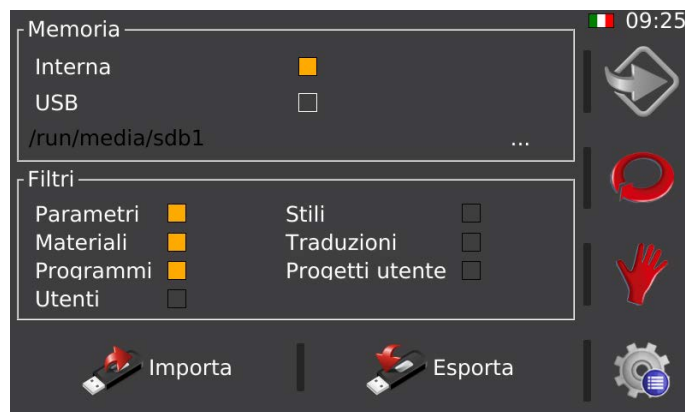 09:25
Memoria
Interna
USB
/run/media/sdb1 ...
Filtri
Parametri Stili
Materiali Traduzioni
Programmi Progetti utente
Utenti
Importa Esporta